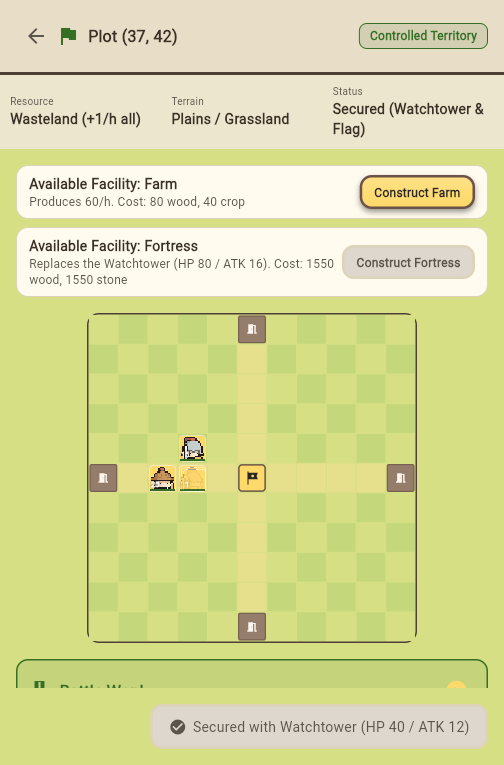 Plot (37, 42)
Controlled Territory
Resource
Wasteland (+1/h all)
Terrain
Plains / Grassland
Status
Secured (Watchtower &
Flag)
Available Facility: Farm
Produces 60/h. Cost: 80 wood, 40 crop
Construct Farm
Available Facility: Fortress
Replaces the Watchtower (HP 80 / ATK 16). Cost: 1550
wood, 1550 stone
Construct Fortress
Secured with Watchtower (HP 40 / ATK 12)